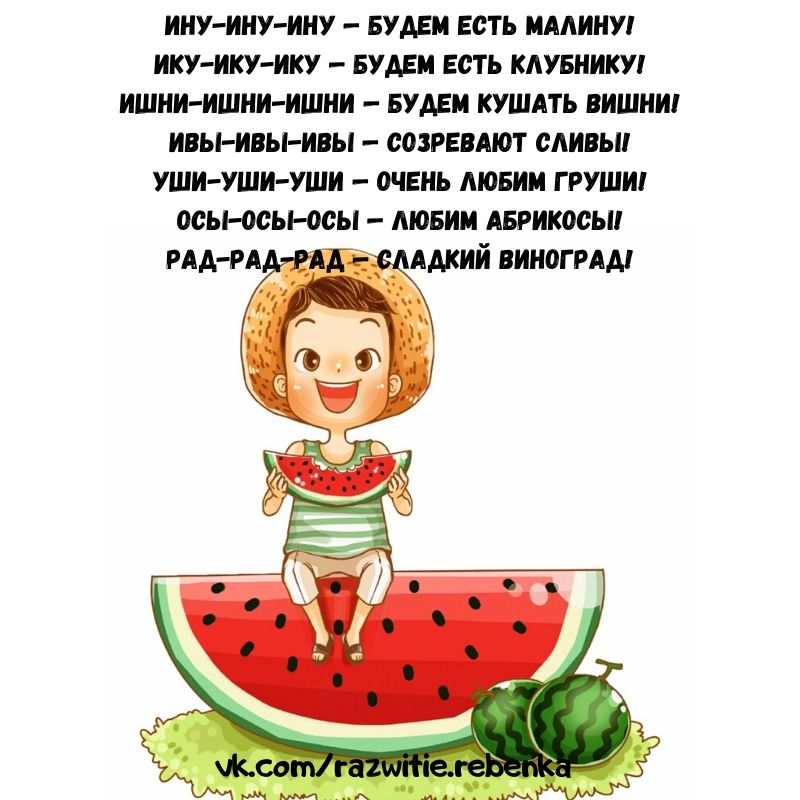 ИНУ-ИНУ-ИНУ – БУДЕМ ЕСТЬ МАЛИНУ!
ИКУ-ИКУ-ИКУ – БУДЕМ ЕСТЬ КЛУБНИКУ!
ИШНИ-ИШНИ-ИШНИ – БУДЕМ КУШАТЬ ВИШНИ!
ИВЫ-ИВЫ-ИВЫ – СОЗРЕВАЮТ СЛИВЫ!
УШИ-УШИ-УШИ – ОЧЕНЬ ЛЮБИМ ГРУШИ!
ОСЫ-ОСЫ-ОСЫ – ЛЮБИМ АБРИКОСЫ!
РАД-РАД-РАД – СЛАДКИЙ ВИНОГРАД!
vk.com/razwitie.rebenka